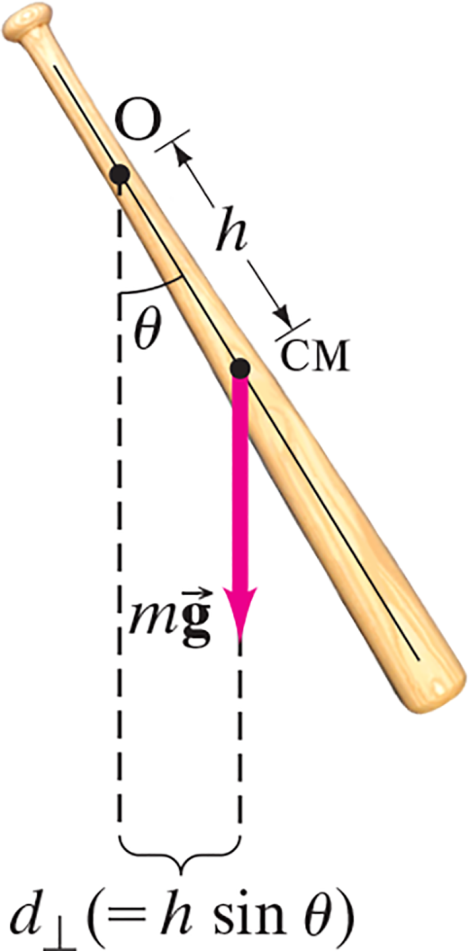 O
h
θ
CM
mg⃗
d⊥(= h sin θ)